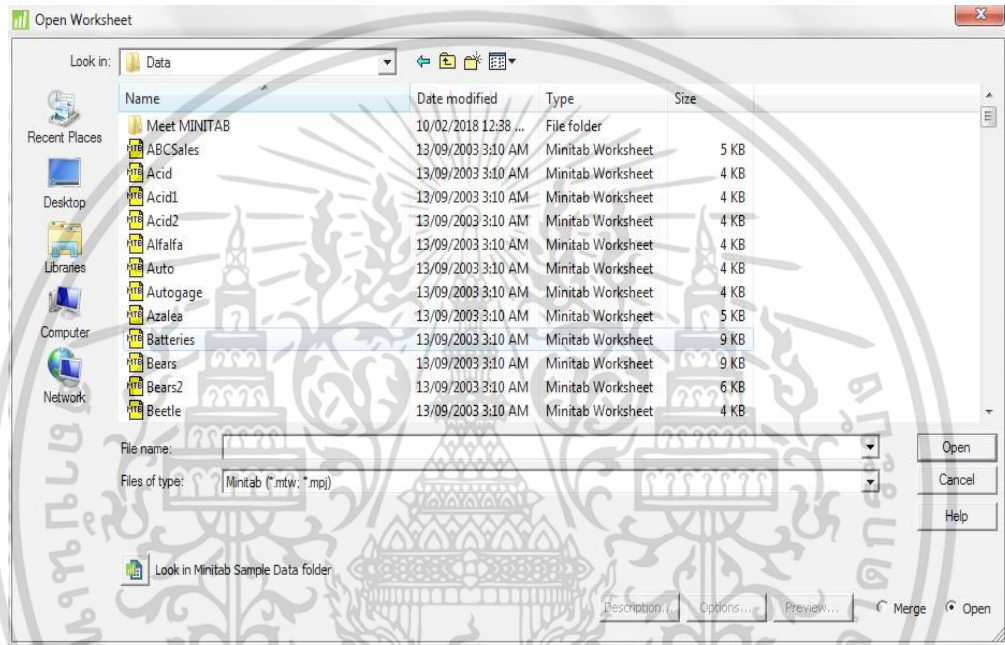 Open Worksheet
Look in: Data
Name Date modified Type Size
Meet MINITAB 10/02/2018 12:38 ... File folder
ABCSales 13/09/2003 3:10 AM Minitab Worksheet 5 KB
Acid 13/09/2003 3:10 AM Minitab Worksheet 4 KB
Acid1 13/09/2003 3:10 AM Minitab Worksheet 4 KB
Acid2 13/09/2003 3:10 AM Minitab Worksheet 4 KB
Alfalfa 13/09/2003 3:10 AM Minitab Worksheet 4 KB
Auto 13/09/2003 3:10 AM Minitab Worksheet 4 KB
Autogage 13/09/2003 3:10 AM Minitab Worksheet 4 KB
Azalea 13/09/2003 3:10 AM Minitab Worksheet 5 KB
Batteries 13/09/2003 3:10 AM Minitab Worksheet 9 KB
Bears 13/09/2003 3:10 AM Minitab Worksheet 9 KB
Bears2 13/09/2003 3:10 AM Minitab Worksheet 6 KB
Beetle 13/09/2003 3:10 AM Minitab Worksheet 4 KB
Recent Places
Desktop
Libraries
Computer
Network
File name:
Open
Files of type: Minitab (*.mtw; *.mpj)
Cancel
Help
Look in Minitab Sample Data folder
Description... Options... Preview... Merge Open